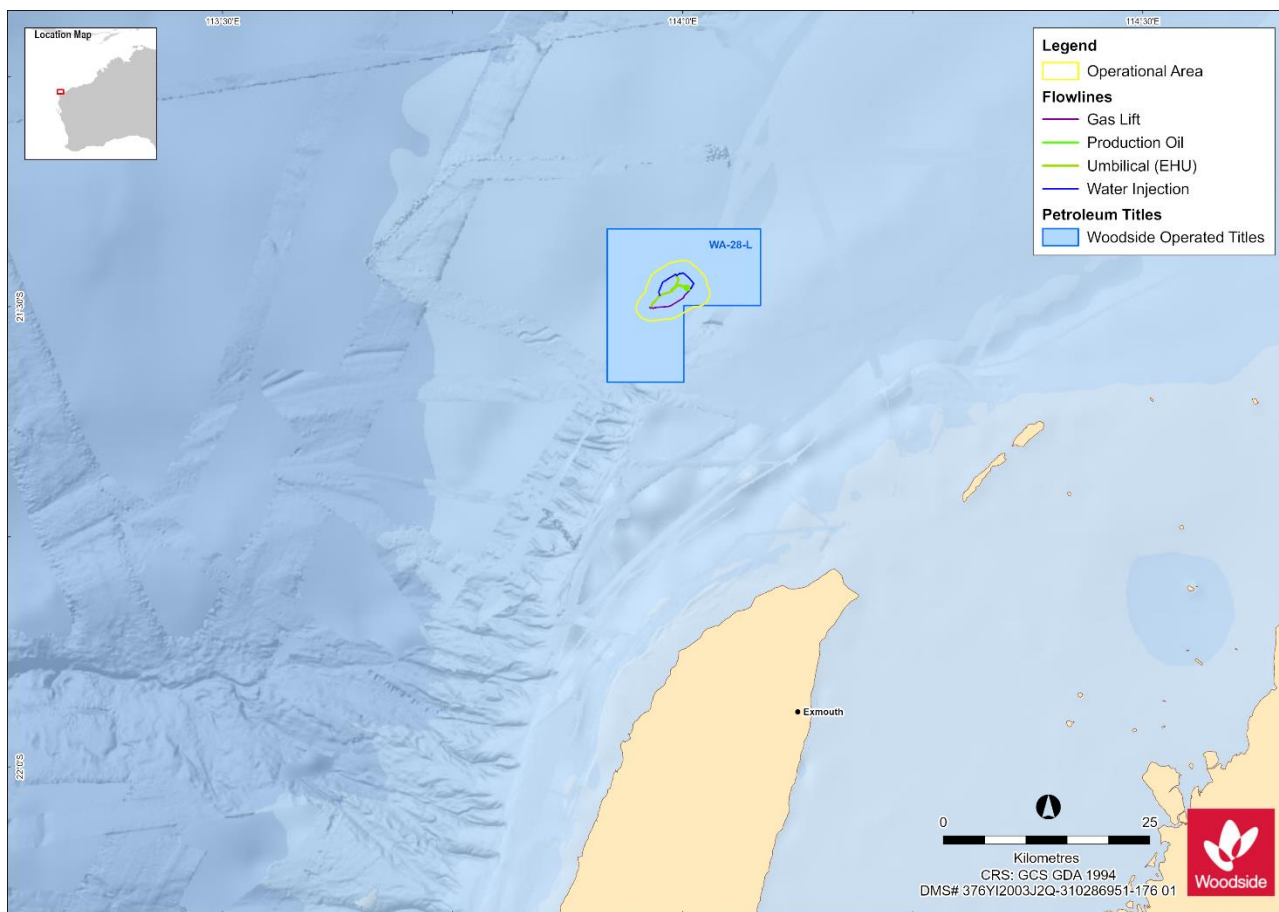 113°30'E
114°0'E
114°30'E
Location Map
Legend
Operational Area
Flowlines
Gas Lift
Production Oil
Umbilical (EHU)
Water Injection
Petroleum Titles
Woodside Operated Titles
WA-28-L
21°30'S
22°0'S
Exmouth
0 25
Kilometres
CRS: GCS GDA 1994
DMS# 376YI2003J2Q-310286951-176 01
Woodside